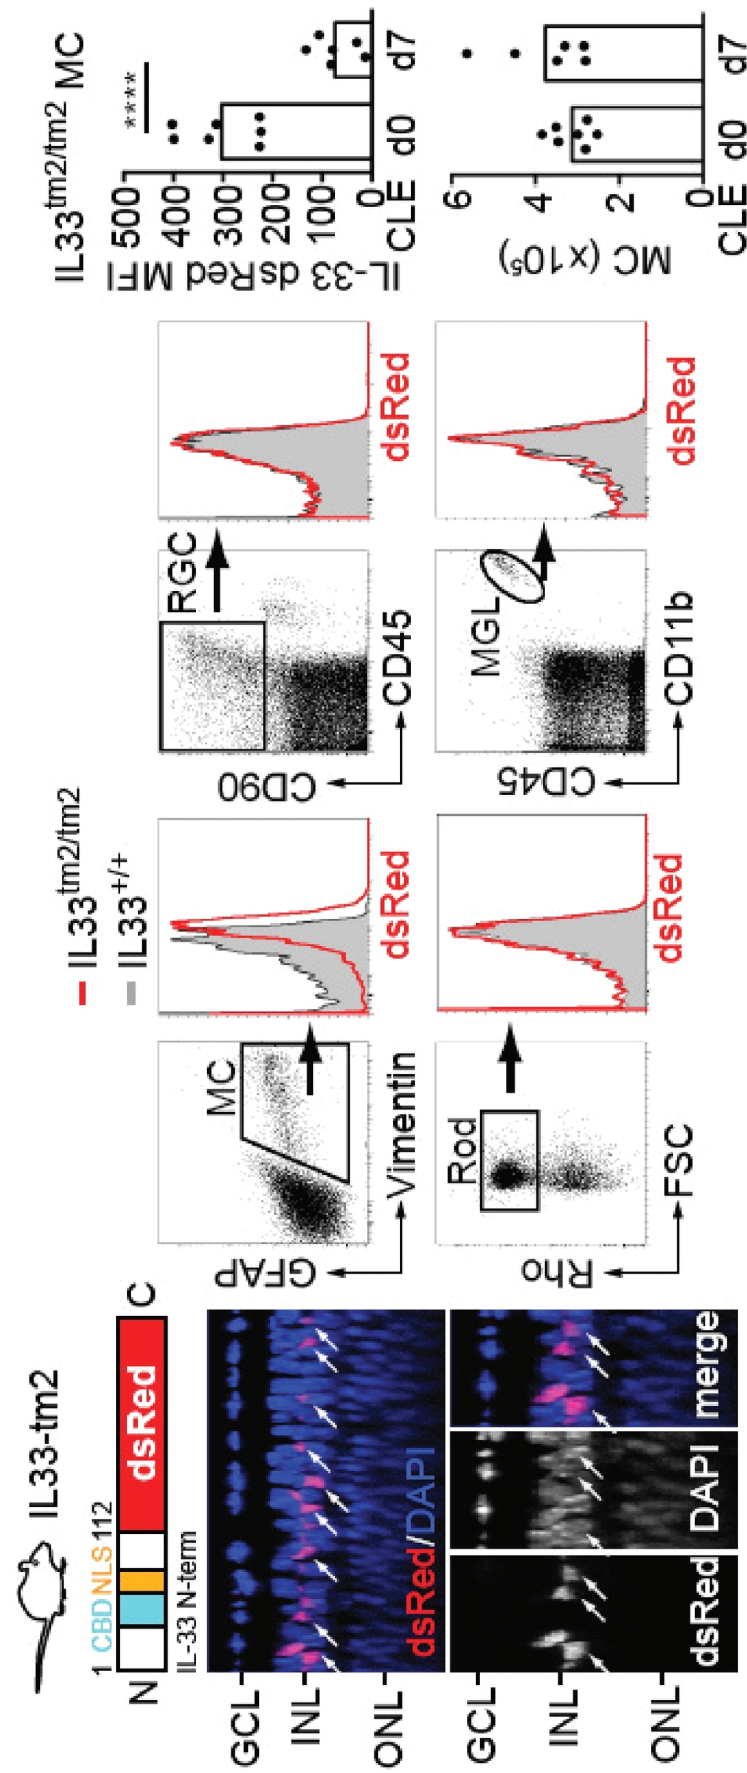 IL33-tm2
1 CBD NLS 112
N dsRed C
IL-33 N-term
GCL
INL
ONL
dsRed/DAPI
GCL
INL
ONL
dsRed
DAPI
merge
IL33tm2/tm2
IL33+/+
MC
GFAP
Vimentin
dsRed
RGC
CD90
CD45
dsRed
Rod
Rho
FSC
dsRed
MGL
CD45
CD11b
dsRed
IL33tm2/tm2 MC
****
IL-33 dsRed MFI
500
400
300
200
100
0
CLE d0 d7
MC (x10⁵)
6
4
2
0
CLE d0 d7